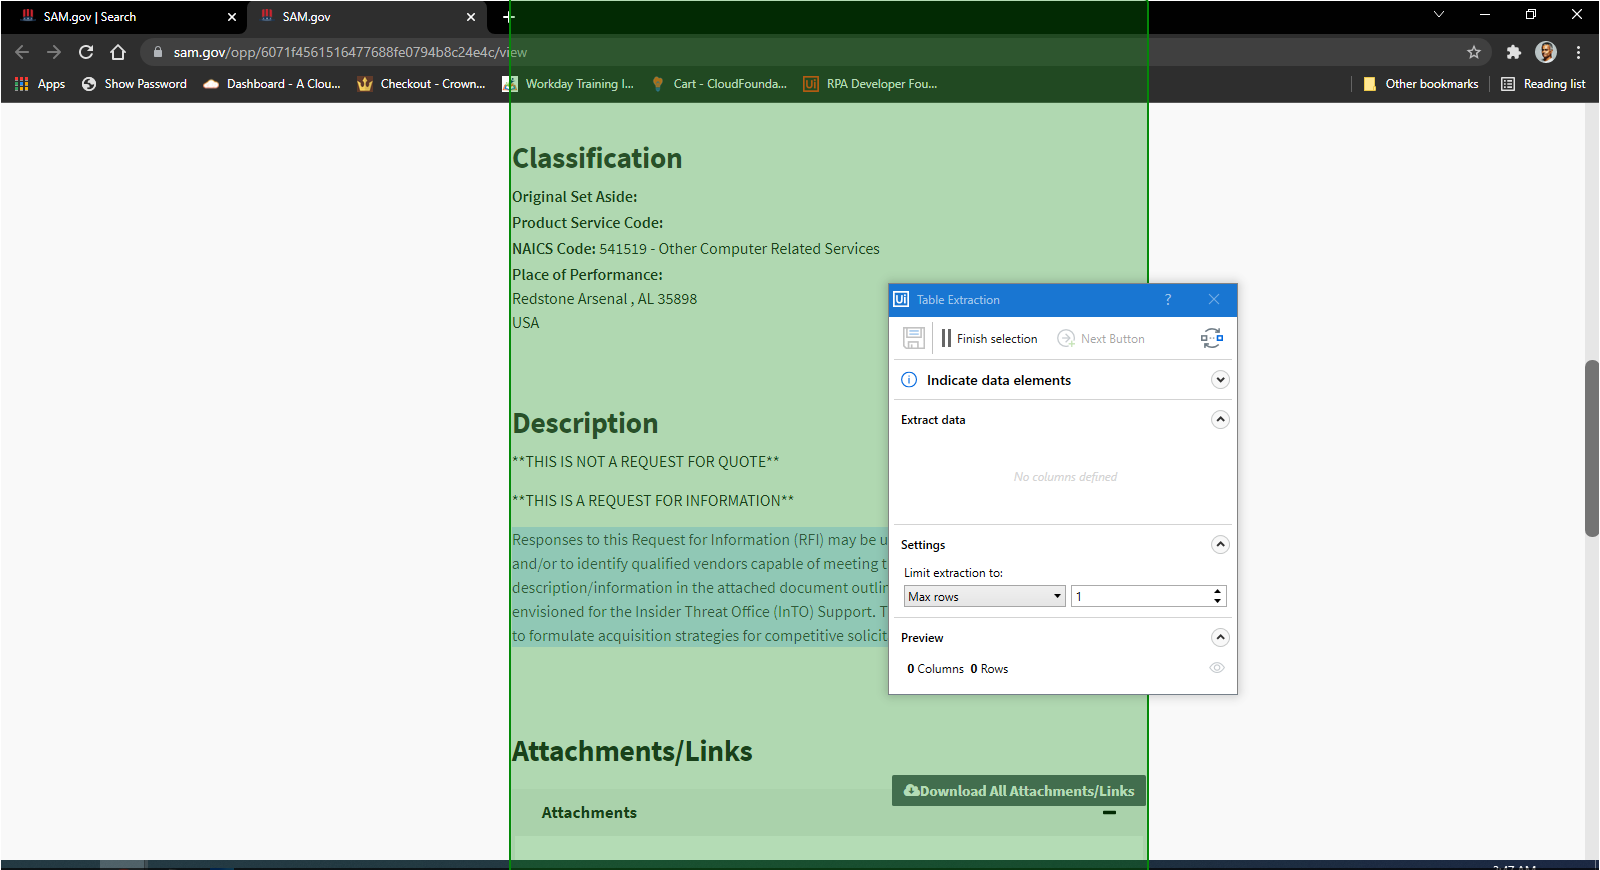 SAM.gov | Search
SAM.gov
sam.gov/opp/6071f4561516477688fe0794b8c24e4c/view
Apps
Show Password
Dashboard - A Clou...
Checkout - Crown...
Workday Training I...
Cart - CloudFounda...
Ui
RPA Developer Fou...
Other bookmarks
Reading list
Classification
Original Set Aside:
Product Service Code:
NAICS Code: 541519 - Other Computer Related Services
Place of Performance:
Redstone Arsenal , AL 35898
USA
Description
**THIS IS NOT A REQUEST FOR QUOTE**
**THIS IS A REQUEST FOR INFORMATION**
Responses to this Request for Information (RFI) may be u
and/or to identify qualified vendors capable of meeting t
description/information in the attached document outlin
envisioned for the Insider Threat Office (InTO) Support. T
to formulate acquisition strategies for competitive solicit
Attachments/Links
Download All Attachments/Links
Attachments
Ui Table Extraction ?
Finish selection
Next Button
Indicate data elements
Extract data
No columns defined
Settings
Limit extraction to:
Max rows
1
Preview
0 Columns 0 Rows